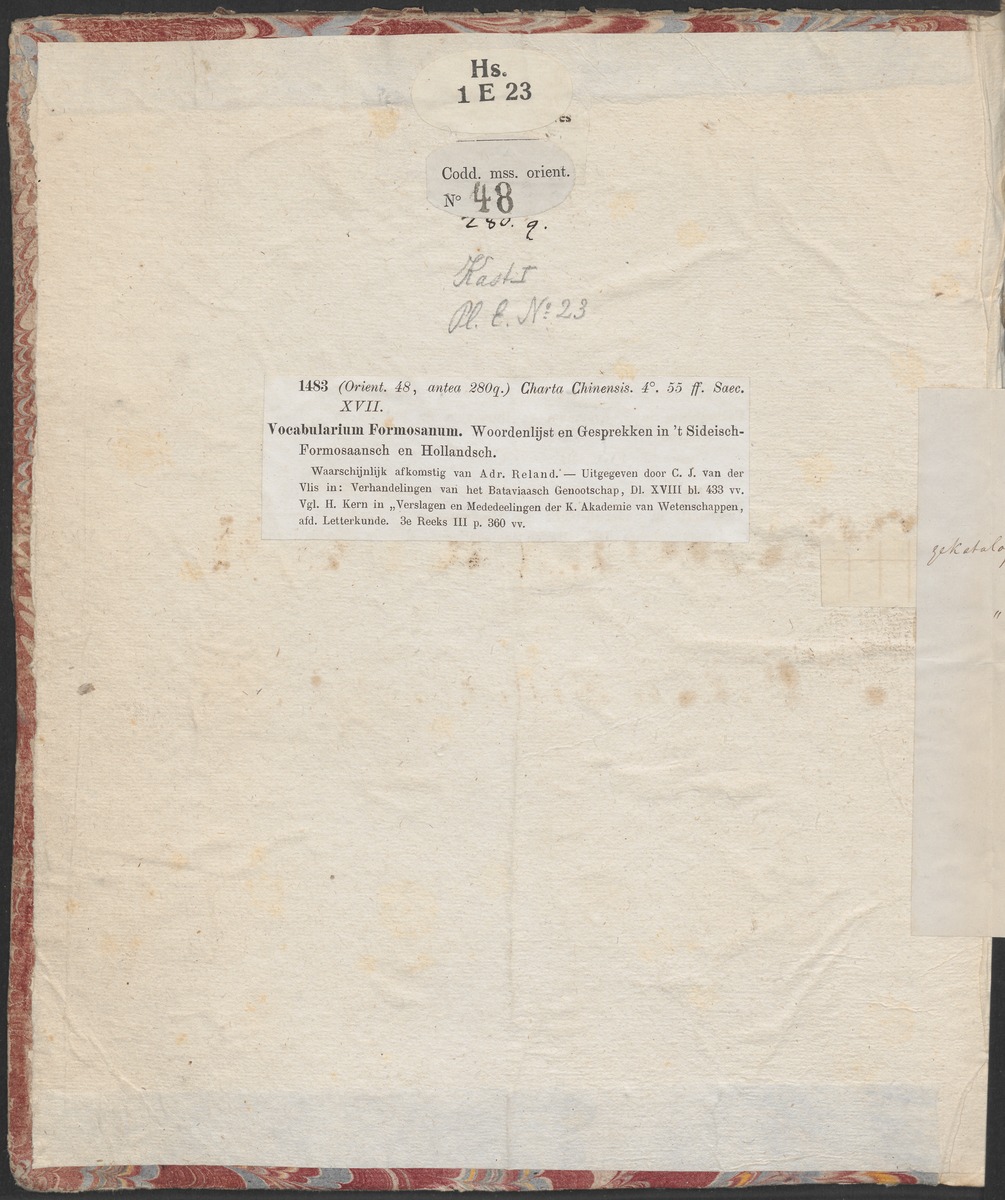 Hs.
1 E 23
es
Codd. mss. orient.
N° 48
280. q.
Kast I
Pl. E. No: 23
1483 (Orient. 48, antea 280q.) Charta Chinensis. 4°. 55 ff. Saec.
XVII.
Vocabularium Formosanum. Woordenlijst en Gesprekken in 't Sideisch-
Formosaansch en Hollandsch.
Waarschijnlijk afkomstig van Adr. Reland. — Uitgegeven door C. J. van der
Vlis in: Verhandelingen van het Bataviaasch Genootschap, Dl. XVIII bl. 433 vv.
Vgl. H. Kern in „Verslagen en Mededeelingen der K. Akademie van Wetenschappen,
afd. Letterkunde. 3e Reeks III p. 360 vv.
gekatalo
"